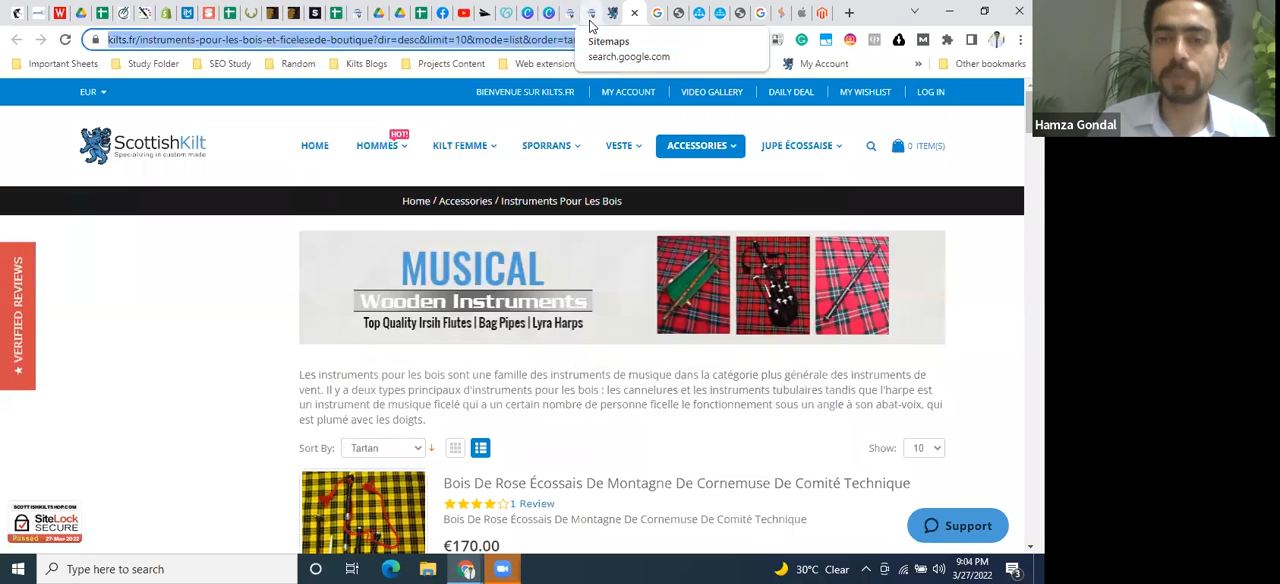 Sitemaps
search.google.com
kilts.fr/instruments-pour-les-bois-et-ficelesede-boutique?dir=desc&limit=10&mode=list&order=ta
Important Sheets Study Folder SEO Study Random Kilts Blogs Projects Content Web extension My Account » Other bookmarks
Hamza Gondal
EUR BIENVENUE SUR KILTS.FR MY ACCOUNT VIDEO GALLERY DAILY DEAL MY WISHLIST LOG IN
ScottishKilt
Specializing in custom made
HOT!
HOME HOMMES KILT FEMME SPORRANS VESTE ACCESSORIES JUPE ÉCOSSAISE 0 ITEM(S)
Home / Accessories / Instruments Pour Les Bois
MUSICAL
Wooden Instruments
Top Quality Irsih Flutes | Bag Pipes | Lyra Harps
★ VERIFIED REVIEWS
Les instruments pour les bois sont une famille des instruments de musique dans la catégorie plus générale des instruments de
vent. Il y a deux types principaux d'instruments pour les bois : les cannelures et les instruments tubulaires tandis que l'harpe est
un instrument de musique ficelé qui a un certain nombre de personne ficelle le fonctionnement sous un angle à son abat-voix, qui
est plumé avec les doigts.
Sort By: Tartan Show: 10
Bois De Rose Écossais De Montagne De Cornemuse De Comité Technique
1 Review
Bois De Rose Écossais De Montagne De Cornemuse De Comité Technique
€170.00
SCOTTISHKILTSHOP.COM
SiteLock
SECURE
Passed 27-Mar-2022
Support
Type here to search
30°C Clear
9:04 PM
3/27/2022
3